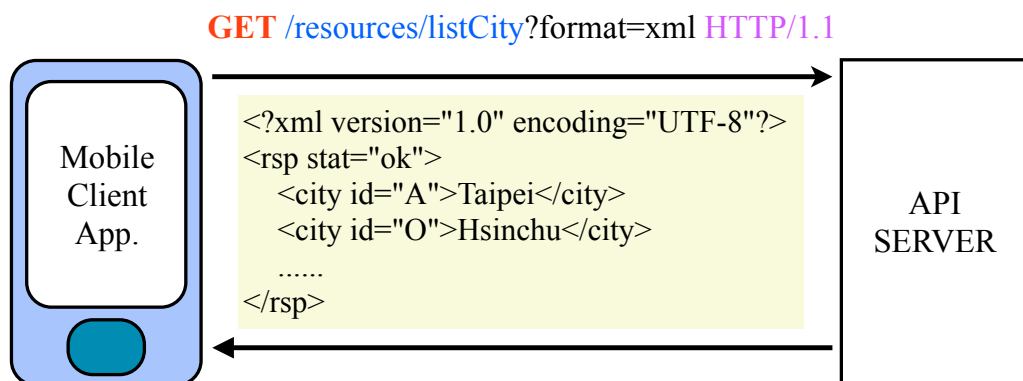 GET /resources/listCity?format=xml HTTP/1.1
Mobile
Client
App.
<?xml version="1.0" encoding="UTF-8"?>
<rsp stat="ok">
<city id="A">Taipei</city>
<city id="O">Hsinchu</city>
......
</rsp>
API
SERVER